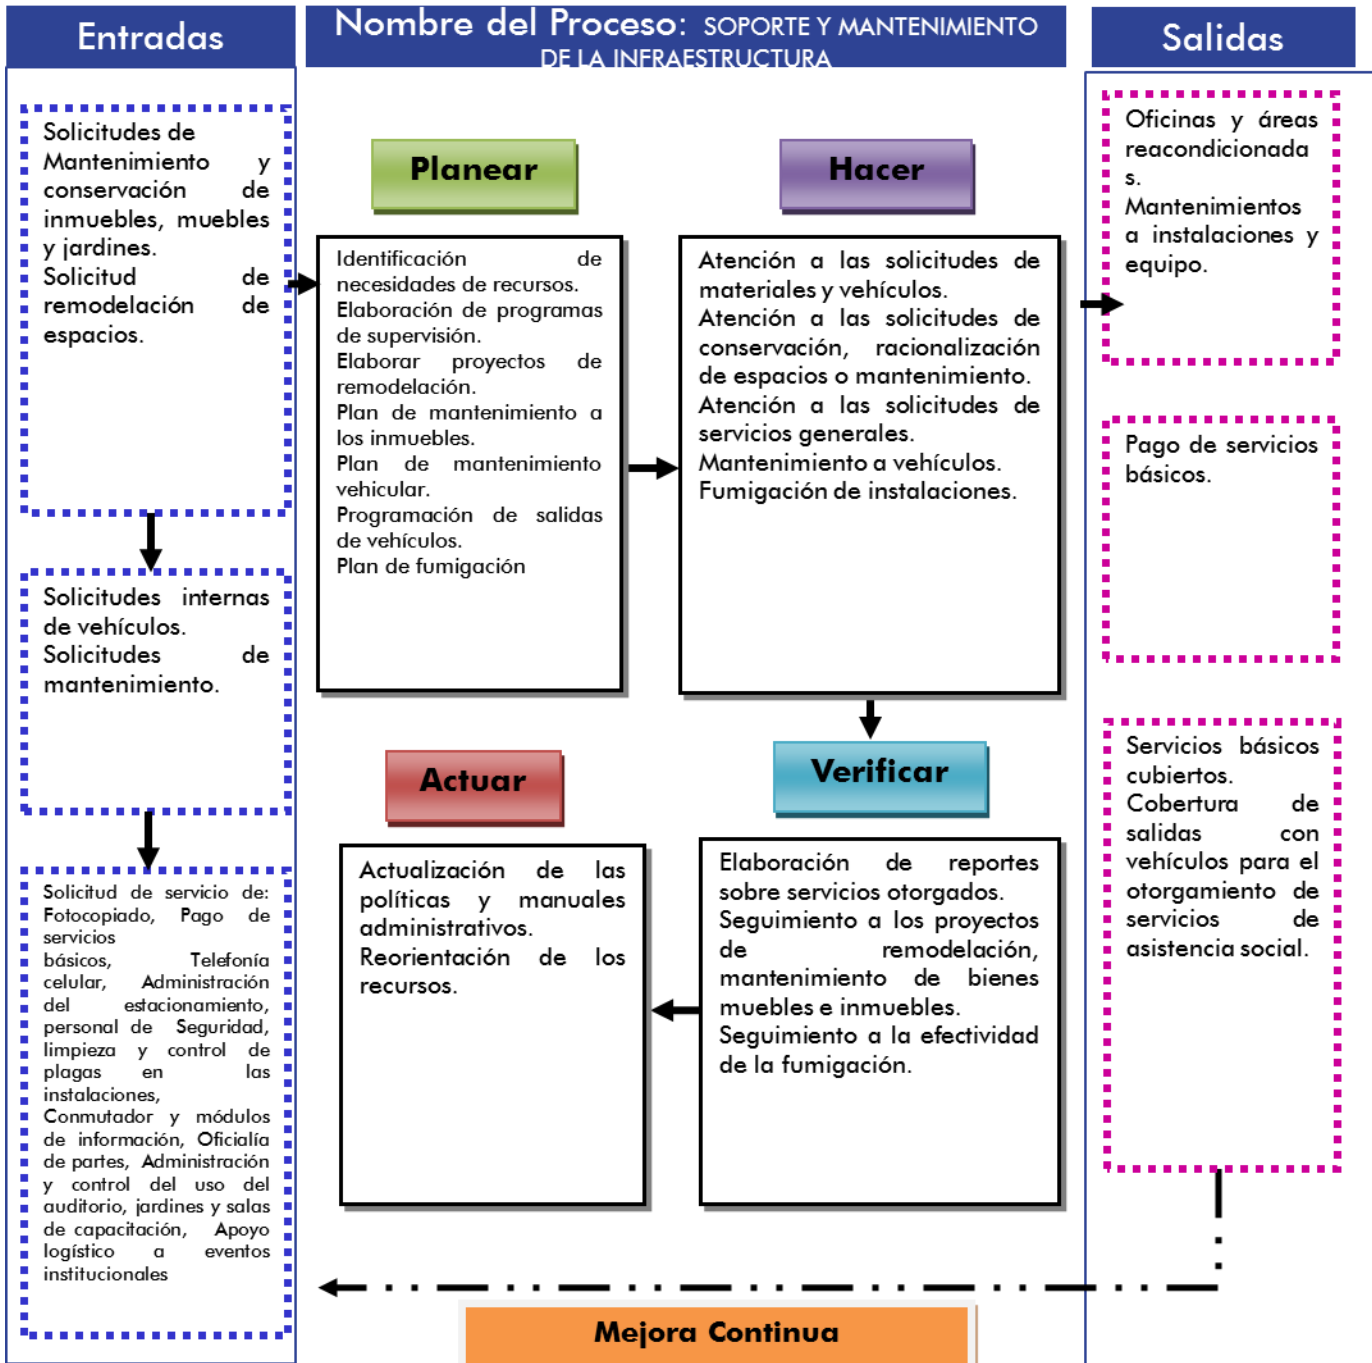 Entradas
Nombre del Proceso: SOPORTE Y MANTENIMIENTO
DE LA INFRAESTRUCTURA
Salidas
Solicitudes de
Mantenimiento y
conservación de
inmuebles, muebles
y jardines.
Solicitud de
remodelación de
espacios.
Solicitudes internas
de vehículos.
Solicitudes de
mantenimiento.
Solicitud de servicio de:
Fotocopiado, Pago de
servicios
básicos, Telefonía
celular, Administración
del estacionamiento,
personal de Seguridad,
limpieza y control de
plagas en las
instalaciones,
Conmutador y módulos
de información, Oficialía
de partes, Administración
y control del uso del
auditorio, jardines y salas
de capacitación, Apoyo
logístico a eventos
institucionales
Planear
Identificación de
necesidades de recursos.
Elaboración de programas
de supervisión.
Elaborar proyectos de
remodelación.
Plan de mantenimiento a
los inmuebles.
Plan de mantenimiento
vehicular.
Programación de salidas
de vehículos.
Plan de fumigación
Hacer
Atención a las solicitudes de
materiales y vehículos.
Atención a las solicitudes de
conservación, racionalización
de espacios o mantenimiento.
Atención a las solicitudes de
servicios generales.
Mantenimiento a vehículos.
Fumigación de instalaciones.
Actuar
Actualización de las
políticas y manuales
administrativos.
Reorientación de los
recursos.
Verificar
Elaboración de reportes
sobre servicios otorgados.
Seguimiento a los proyectos
de remodelación,
mantenimiento de bienes
muebles e inmuebles.
Seguimiento a la efectividad
de la fumigación.
Oficinas y áreas
reacondicionada
s.
Mantenimientos
a instalaciones y
equipo.
Pago de servicios
básicos.
Servicios básicos
cubiertos.
Cobertura de
salidas con
vehículos para el
otorgamiento de
servicios de
asistencia social.
Mejora Continua